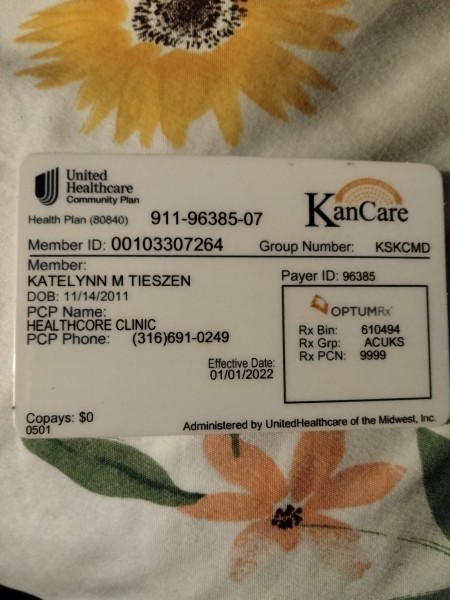 United
Healthcare
Community Plan
KanCare
Health Plan (80840) 911-96385-07
Member ID: 00103307264 Group Number: KSKCMD
Member:
KATELYNN M TIESZEN
DOB: 11/14/2011
PCP Name:
HEALTHCORE CLINIC
PCP Phone: (316)691-0249
Payer ID: 96385
OPTUMRx
Rx Bin: 610494
Rx Grp: ACUKS
Rx PCN: 9999
Effective Date:
01/01/2022
Copays: $0
0501
Administered by UnitedHealthcare of the Midwest, Inc.